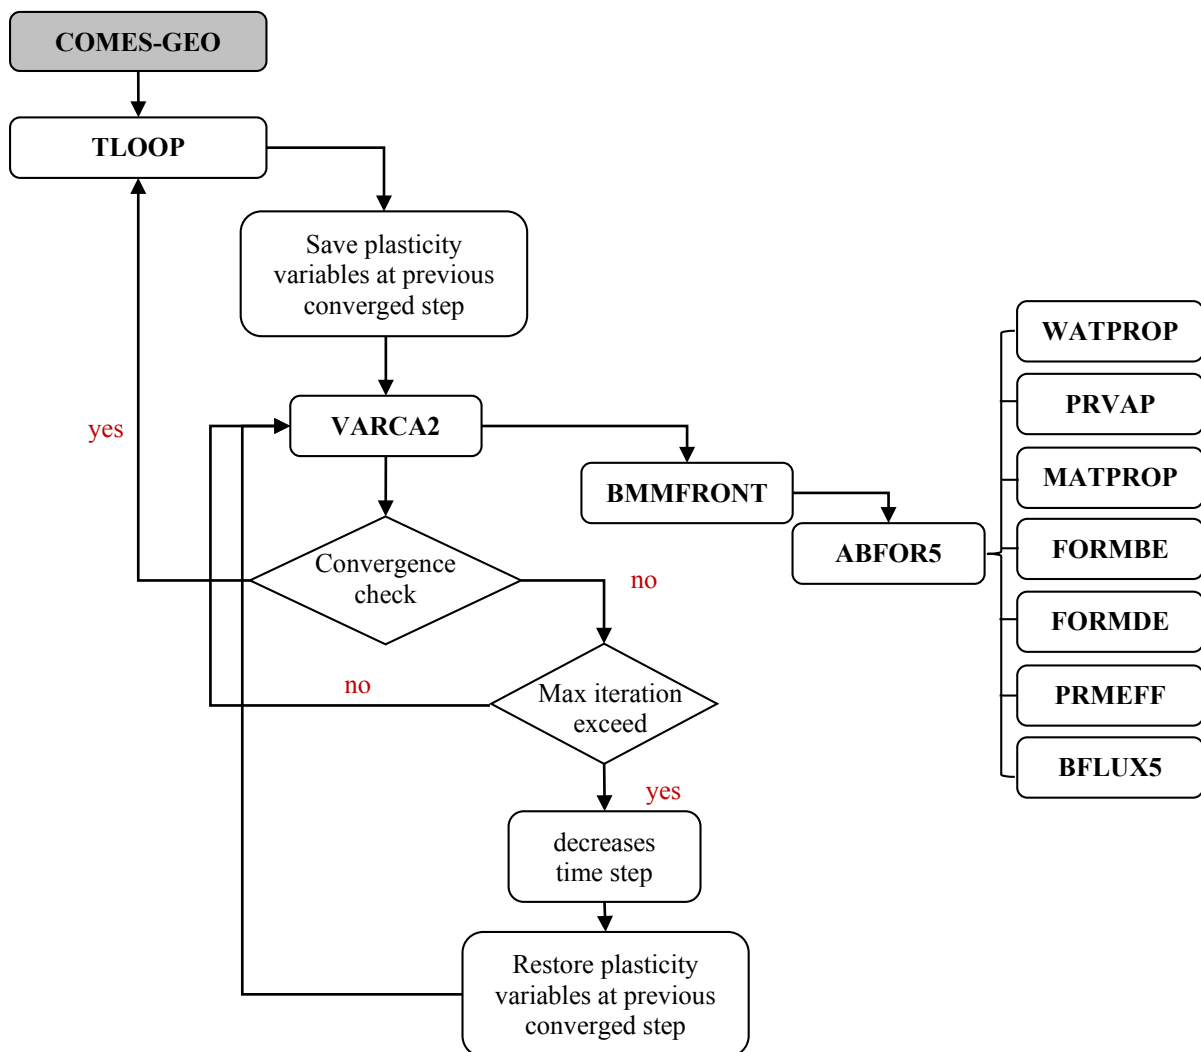 COMES-GEO
TLOOP
Save plasticity
variables at previous
converged step
WATPROP
PRVAP
yes
VARCA2
BMMFRONT
MATPROP
ABFOR5
FORMBE
Convergence
check
no
FORMDE
no
Max iteration
exceed
PRMEFF
BFLUX5
yes
decreases
time step
Restore plasticity
variables at previous
converged step